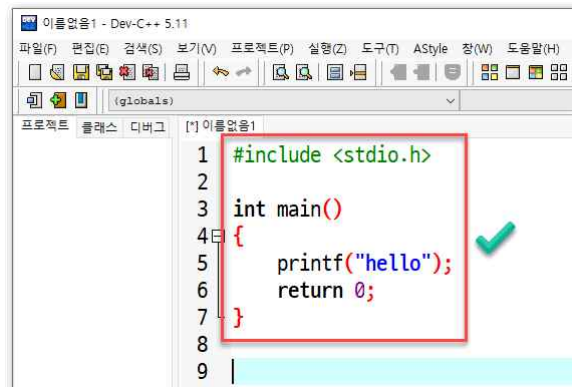 이름없음1 - Dev-C++ 5.11
파일(F) 편집(E) 검색(S) 보기(V) 프로젝트(P) 실행(Z) 도구(T) AStyle 창(W) 도움말(H)
(globals)
프로젝트 클래스 디버그 [*] 이름없음1
1 #include <stdio.h>
2
3 int main()
4 {
5 printf("hello");
6 return 0;
7 }
8
9